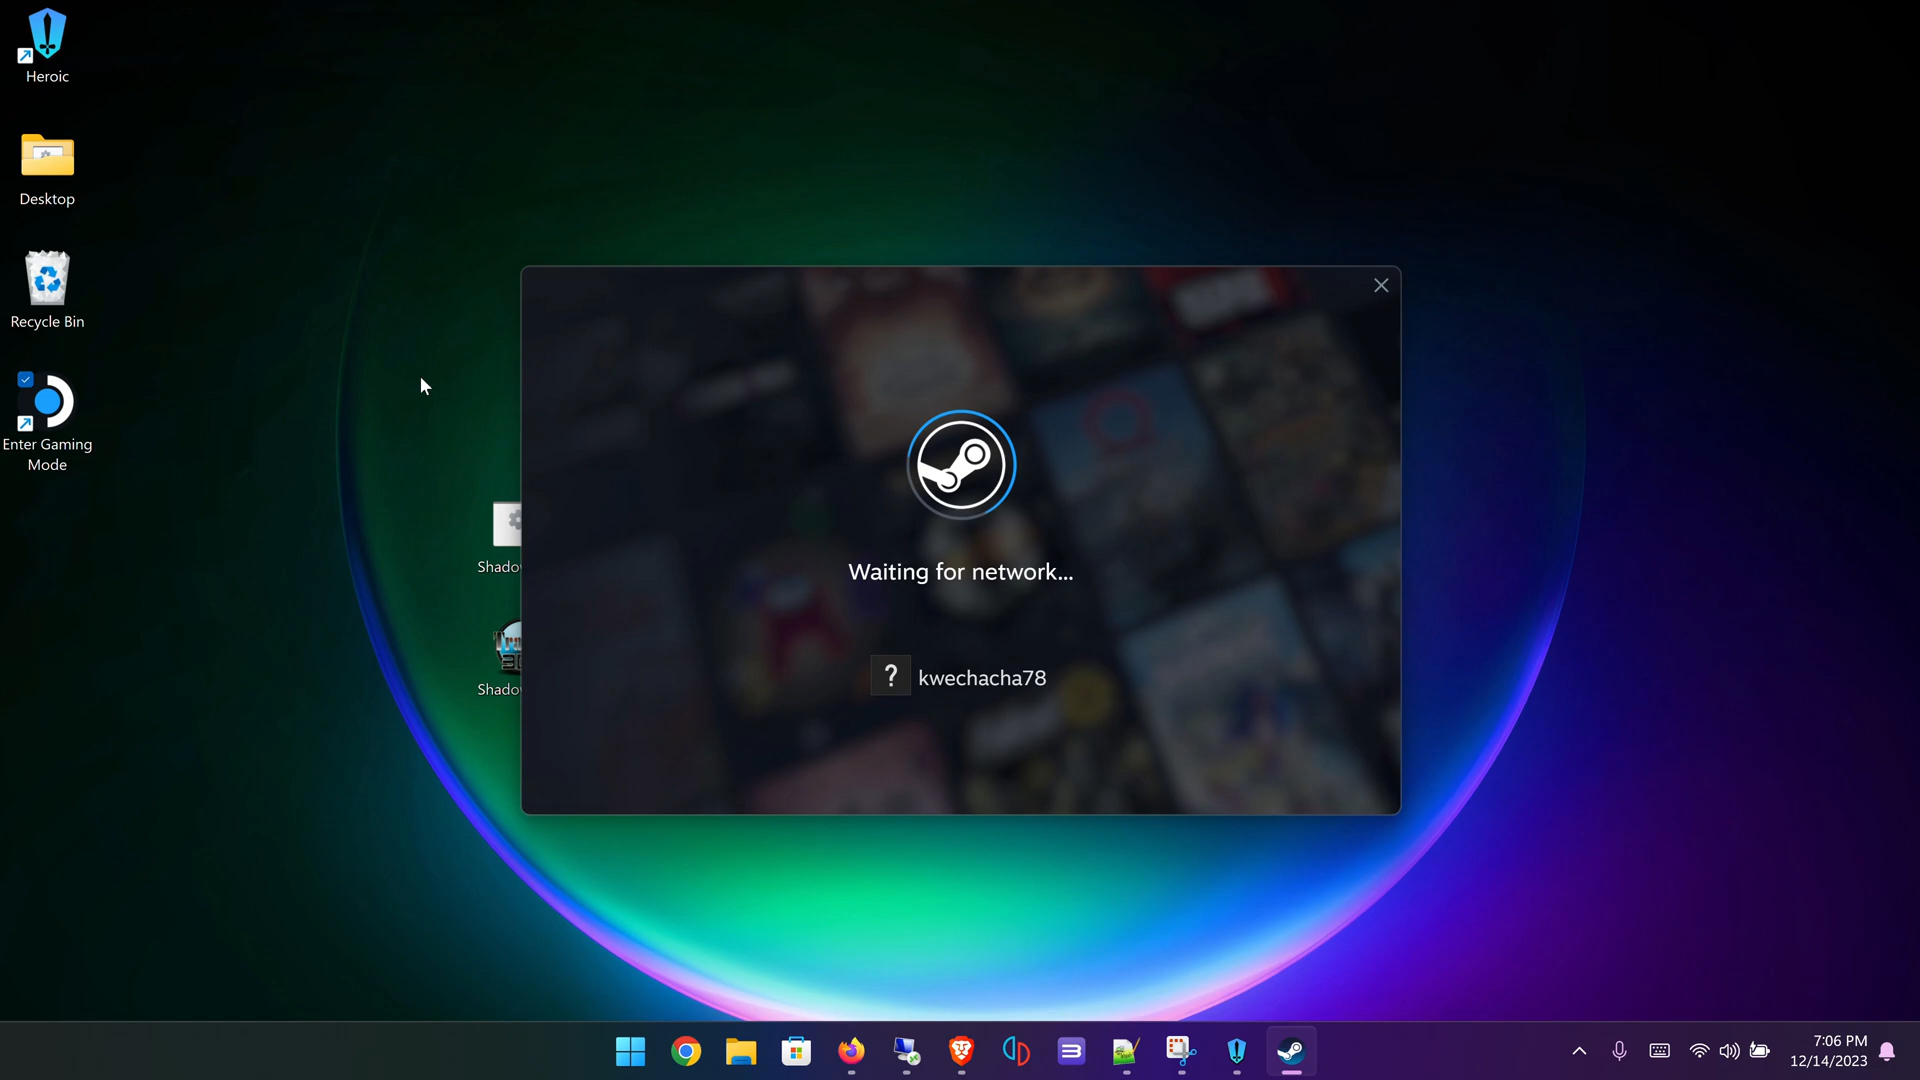 Heroic
Desktop
Recycle Bin
Enter Gaming
Mode
Shado
Shado
Waiting for network...
? kwechacha78
7:06 PM
12/14/2023